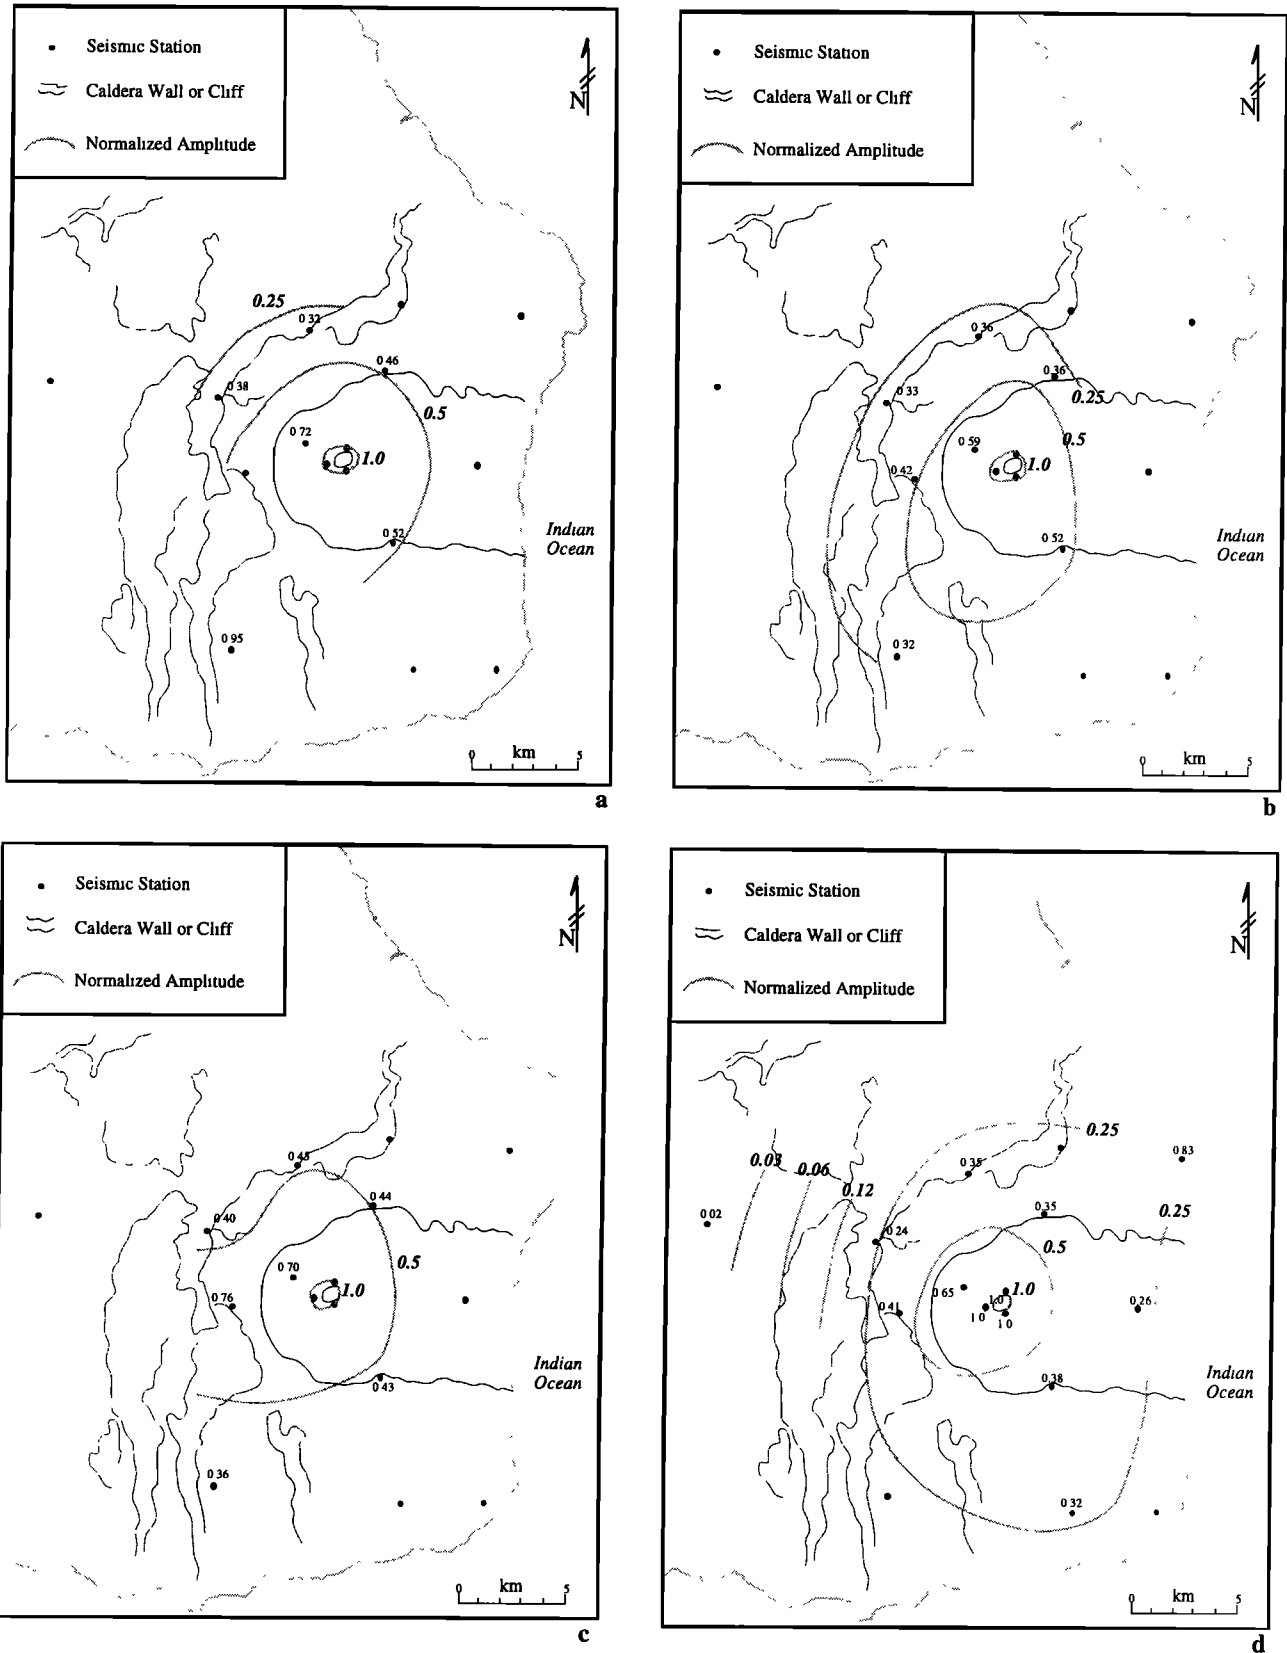 Seismic Station
Caldera Wall or Cliff
Normalized Amplitude
N
0.25
0 32
0 46
0 38
0.5
0 72
1.0
0 52
Indian
Ocean
0 95
0 km 5
a
Seismic Station
Caldera Wall or Cliff
Normalized Amplitude
N
0 36
0 36
0 33
0.25
0.5
0 59
1.0
0 42
0 52
Indian
Ocean
0 32
0 km 5
b
Seismic Station
Caldera Wall or Cliff
Normalized Amplitude
N
0 45
0 44
0 40
0.5
0 70
1.0
0 76
Indian
Ocean
0 43
0 36
0 km 5
c
Seismic Station
Caldera Wall or Cliff
Normalized Amplitude
N
0.25
0 83
0.03
0.06
0 35
0.12
0 02
0 35
0.25
0 24
0.5
0 65
1.0
1 0
0 26
0 41
1 0
1 0
Indian
Ocean
0 38
0 32
0 km 5
d